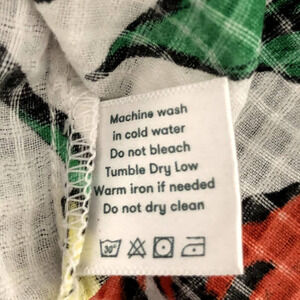 Machine wash
in cold water
Do not bleach
Tumble Dry Low
Warm iron if needed
Do not dry clean
30°